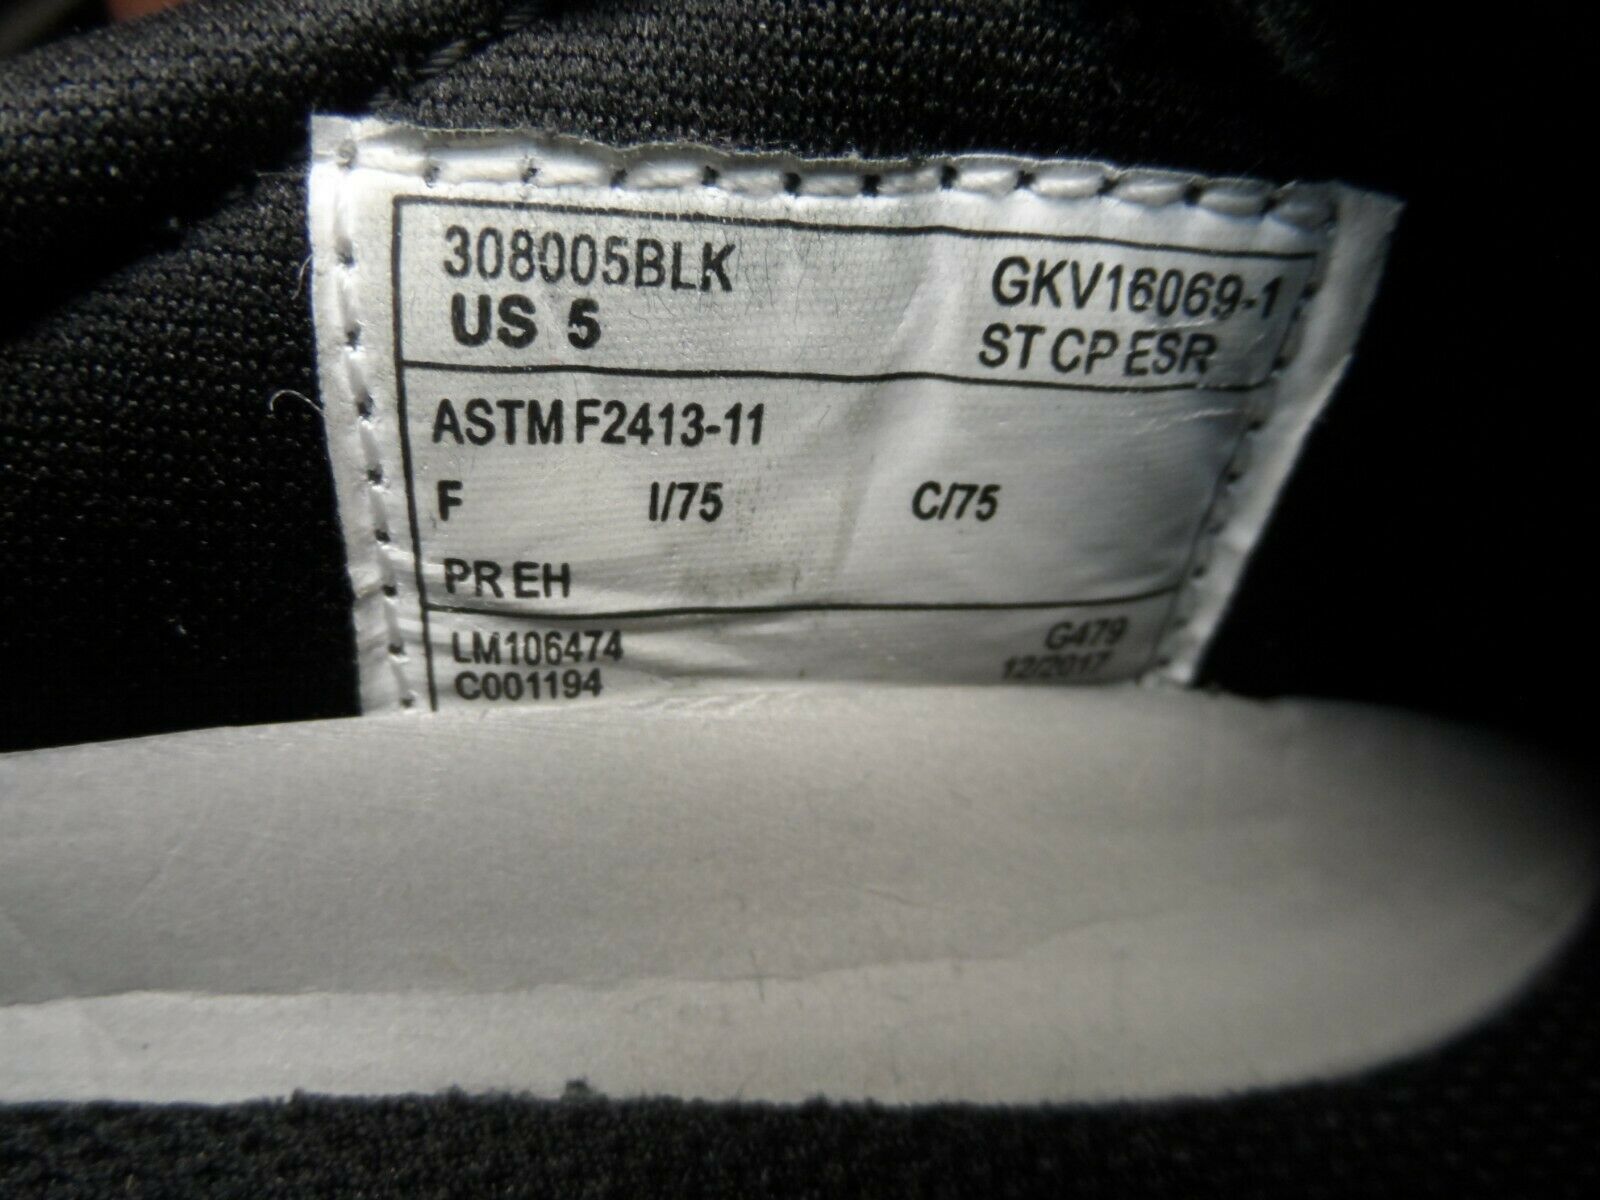 308005BLK GKV16069-1
US 5 ST CP ESR
ASTM F2413-11
F I/75 C/75
PR EH
LM106474 G479
C001194 12/2017